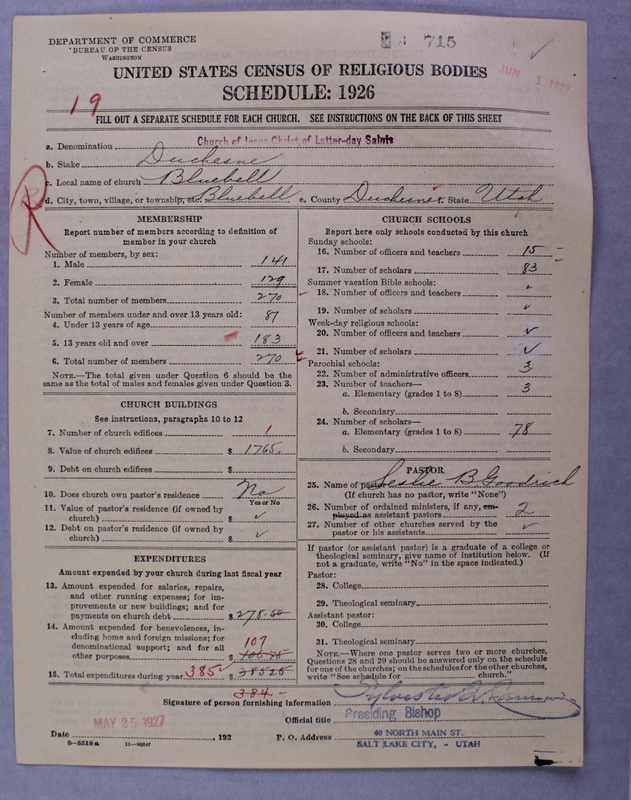 DEPARTMENT OF COMMERCE
BUREAU OF THE CENSUS
WASHINGTON
715
JUN 1 1927
UNITED STATES CENSUS OF RELIGIOUS BODIES
SCHEDULE: 1926
19
FILL OUT A SEPARATE SCHEDULE FOR EACH CHURCH. SEE INSTRUCTIONS ON THE BACK OF THIS SHEET
a. Denomination Church of Jesus Christ of Latter-day Saints
b. Stake Duchesne
c. Local name of church Bluebell
d. City, town, village, or township, etc. Bluebell e. County Duchesne State Utah
R
MEMBERSHIP
Report number of members according to definition of member in your church
Number of members, by sex:
1. Male 141
2. Female 129
3. Total number of members 270
Number of members under and over 13 years old:
4. Under 13 years of age 87
5. 13 years old and over 183
6. Total number of members 270
NOTE.—The total given under Question 6 should be
same as the total of males and females given under Question 3.
CHURCH BUILDINGS
See instructions, paragraphs 10 to 12
7. Number of church edifices 1
8. Value of church edifices $ 1765.
9. Debt on church edifices $
10. Does church own pastor's residence No
Yes or No
11. Value of pastor's residence (if owned by
church) $ ✓
12. Debt on pastor's residence (if owned by
church) $ ✓
EXPENDITURES
Amount expended by your church during last fiscal year
13. Amount expended for salaries, repairs,
and other running expenses; for im-
provements or new buildings; and for
payments on church debt $ 278.50
14. Amount expended for benevolences, in-
cluding home and foreign missions; for
denominational support; and for all
other purposes $ 107 106.75
15. Total expenditures during year 385 $ 385.25
384
CHURCH SCHOOLS
Report here only schools conducted by this church
Sunday schools:
16. Number of officers and teachers 15
17. Number of scholars 83
Summer vacation Bible schools:
18. Number of officers and teachers ✓
19. Number of scholars ✓
Week-day religious schools:
20. Number of officers and teachers ✓
21. Number of scholars ✓
Parochial schools:
22. Number of administrative officers 3
23. Number of teachers—
a. Elementary (grades 1 to 8) 3
b. Secondary
24. Number of scholars—
a. Elementary (grades 1 to 8) 78
b. Secondary
PASTOR
25. Name of pastor Leslie B. Goodrich
(If church has no pastor, write "None")
26. Number of ordained ministers, if any, em-
ployed as assistant pastors 2
27. Number of other churches served by the
pastor or his assistants ✓
If pastor (or assistant pastor) is a graduate of a college or
theological seminary, give name of institution below. (If
not a graduate, write "No" in the space indicated.)
Pastor:
28. College
29. Theological seminary
Assistant pastor:
30. College
31. Theological seminary
NOTE.—Where one pastor serves two or more churches,
Questions 28 and 29 should be answered only on the schedule
for one of the churches; on the schedules for the other churches,
write "See schedule for church."
Signature of person furnishing information Sylvester Q. Cannon
Official title Presiding Bishop
MAY 25 1927
Date , 192 P. O. Address 40 NORTH MAIN ST.
SALT LAKE CITY, - UTAH
8—5518a